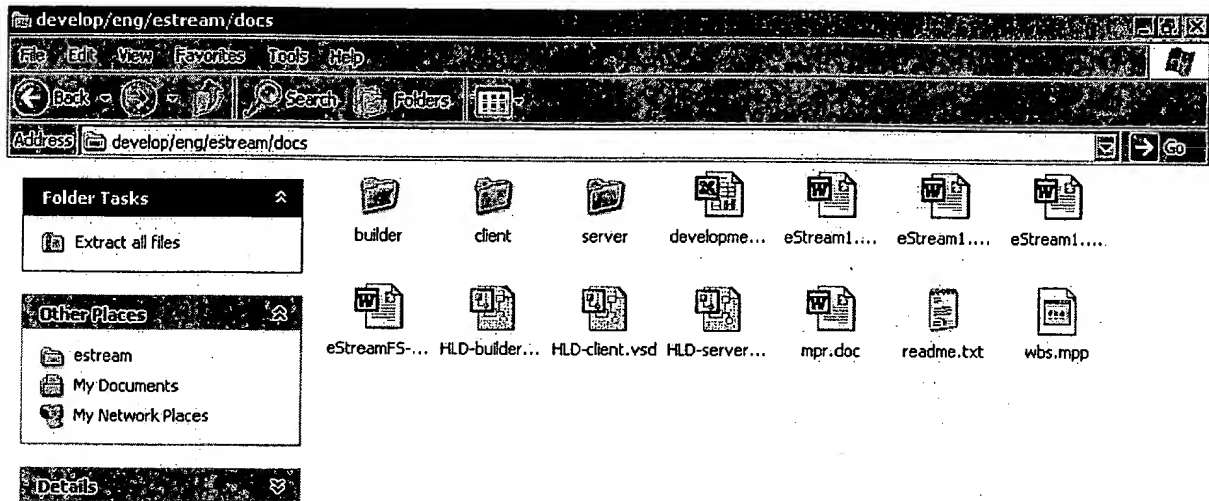 develop/eng/estream/docs
File Edit View Favorites Tools Help
Back Search Folders
Address develop/eng/estream/docs Go
Folder Tasks
Extract all files
Other Places
estream
My Documents
My Network Places
Details
builder client server developme... eStream1.... eStream1.... eStream1.....
eStreamFS-... HLD-builder... HLD-client.vsd HLD-server... mpr.doc readme.txt wbs.mpp